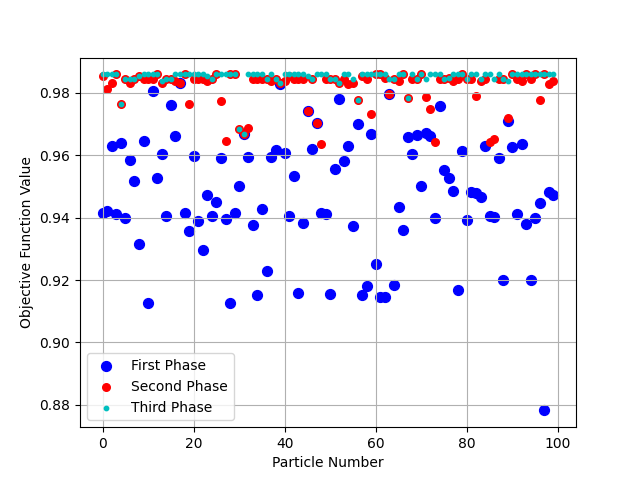 0.98
0.96
0.94
0.92
0.90
0.88
Objective Function Value
First Phase
Second Phase
Third Phase
0 20 40 60 80 100
Particle Number